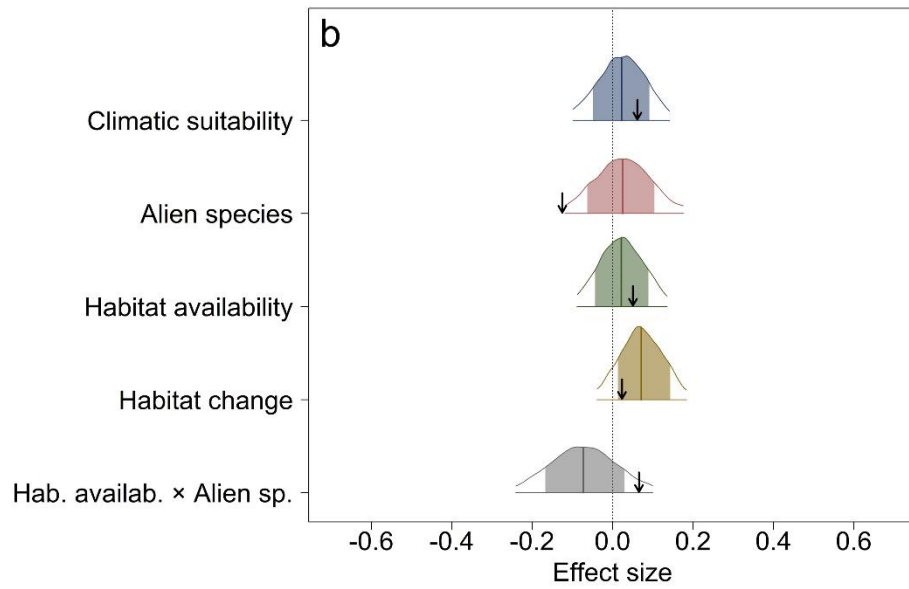 b
Climatic suitability
Alien species
Habitat availability
Habitat change
Hab. availab. × Alien sp.
-0.6 -0.4 -0.2 0.0 0.2 0.4 0.6
Effect size